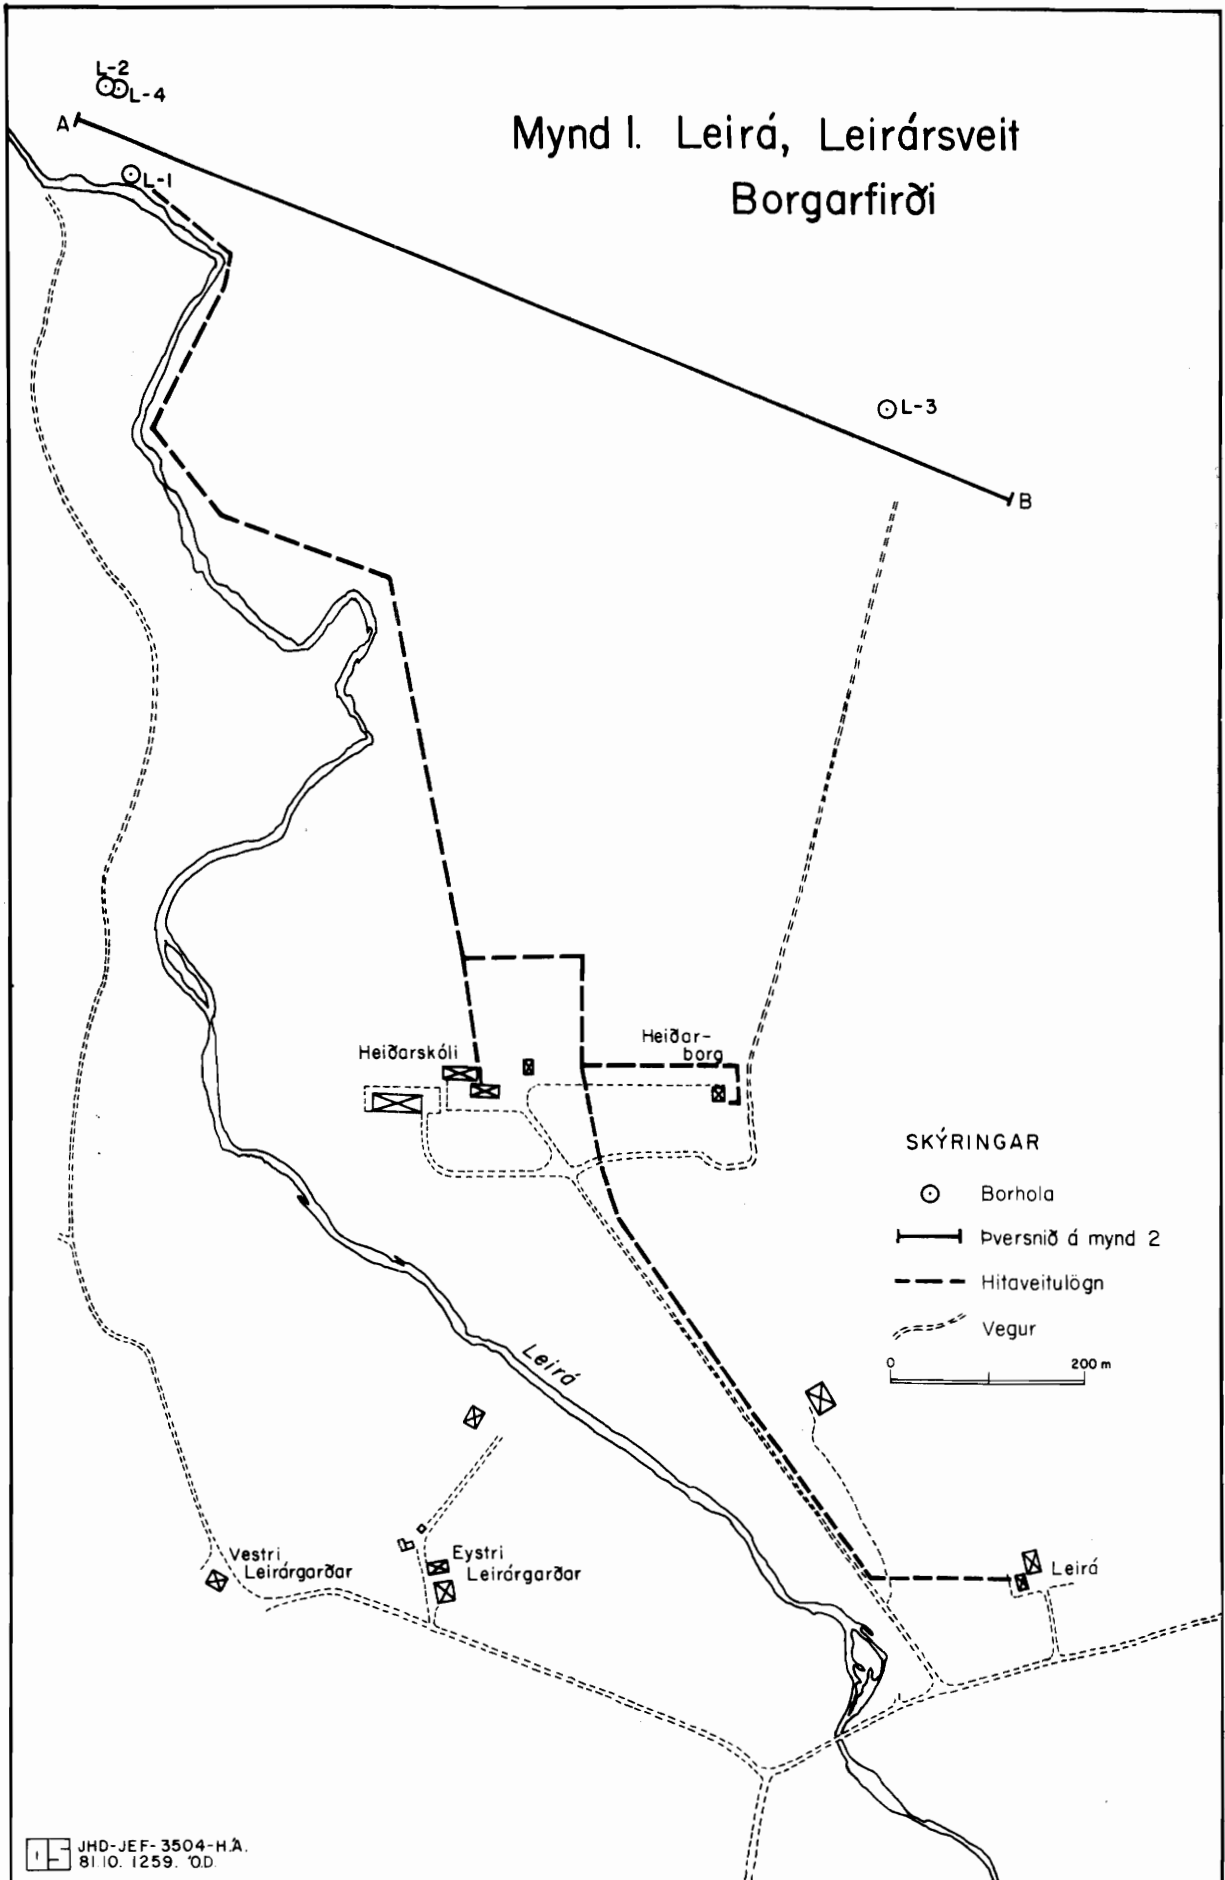 Mynd 1. Leirá, Leirársveit
Borgarfirði
L-2
L-4
A
L-1
L-3
B
Heiðarskóli
Heiðar-
borg
SKÝRINGAR
Borhola
Þversnið á mynd 2
Hitaveitulögn
Vegur
0 200 m
Leirá
Vestri
Leirárgarðar
Eystri
Leirárgarðar
Leirá
JHD-JEF-3504-H.Á.
81.10. 1259. Ó.D.